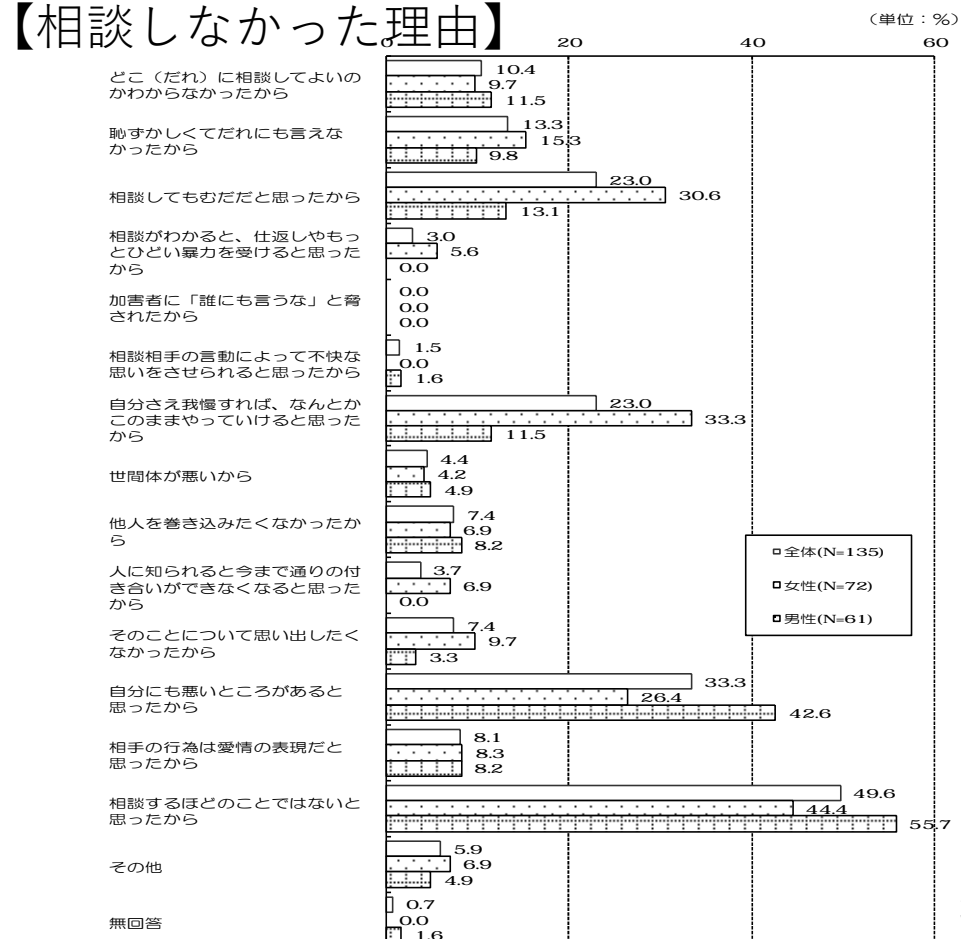 【相談しなかった理由】
（単位：％）
0 20 40 60
どこ（だれ）に相談してよいの
かわからなかったから
10.4
9.7
11.5
恥ずかしくてだれにも言えな
かったから
13.3
15.3
9.8
相談してもむだだと思ったから
23.0
30.6
13.1
相談がわかると、仕返しやもっ
とひどい暴力を受けると思った
から
3.0
5.6
0.0
加害者に「誰にも言うな」と脅
されたから
0.0
0.0
0.0
相談相手の言動によって不快な
思いをさせられると思ったから
1.5
0.0
1.6
自分さえ我慢すれば、なんとか
このままやっていけると思った
から
23.0
33.3
11.5
世間体が悪いから
4.4
4.2
4.9
他人を巻き込みたくなかったか
ら
7.4
6.9
8.2
人に知られると今まで通りの付
き合いができなくなると思った
から
3.7
6.9
0.0
そのことについて思い出したく
なかったから
7.4
9.7
3.3
自分にも悪いところがあると
思ったから
33.3
26.4
42.6
相手の行為は愛情の表現だと
思ったから
8.1
8.3
8.2
相談するほどのことではないと
思ったから
49.6
44.4
55.7
その他
5.9
6.9
4.9
無回答
0.7
0.0
1.6
全体(N=135)
女性(N=72)
男性(N=61)